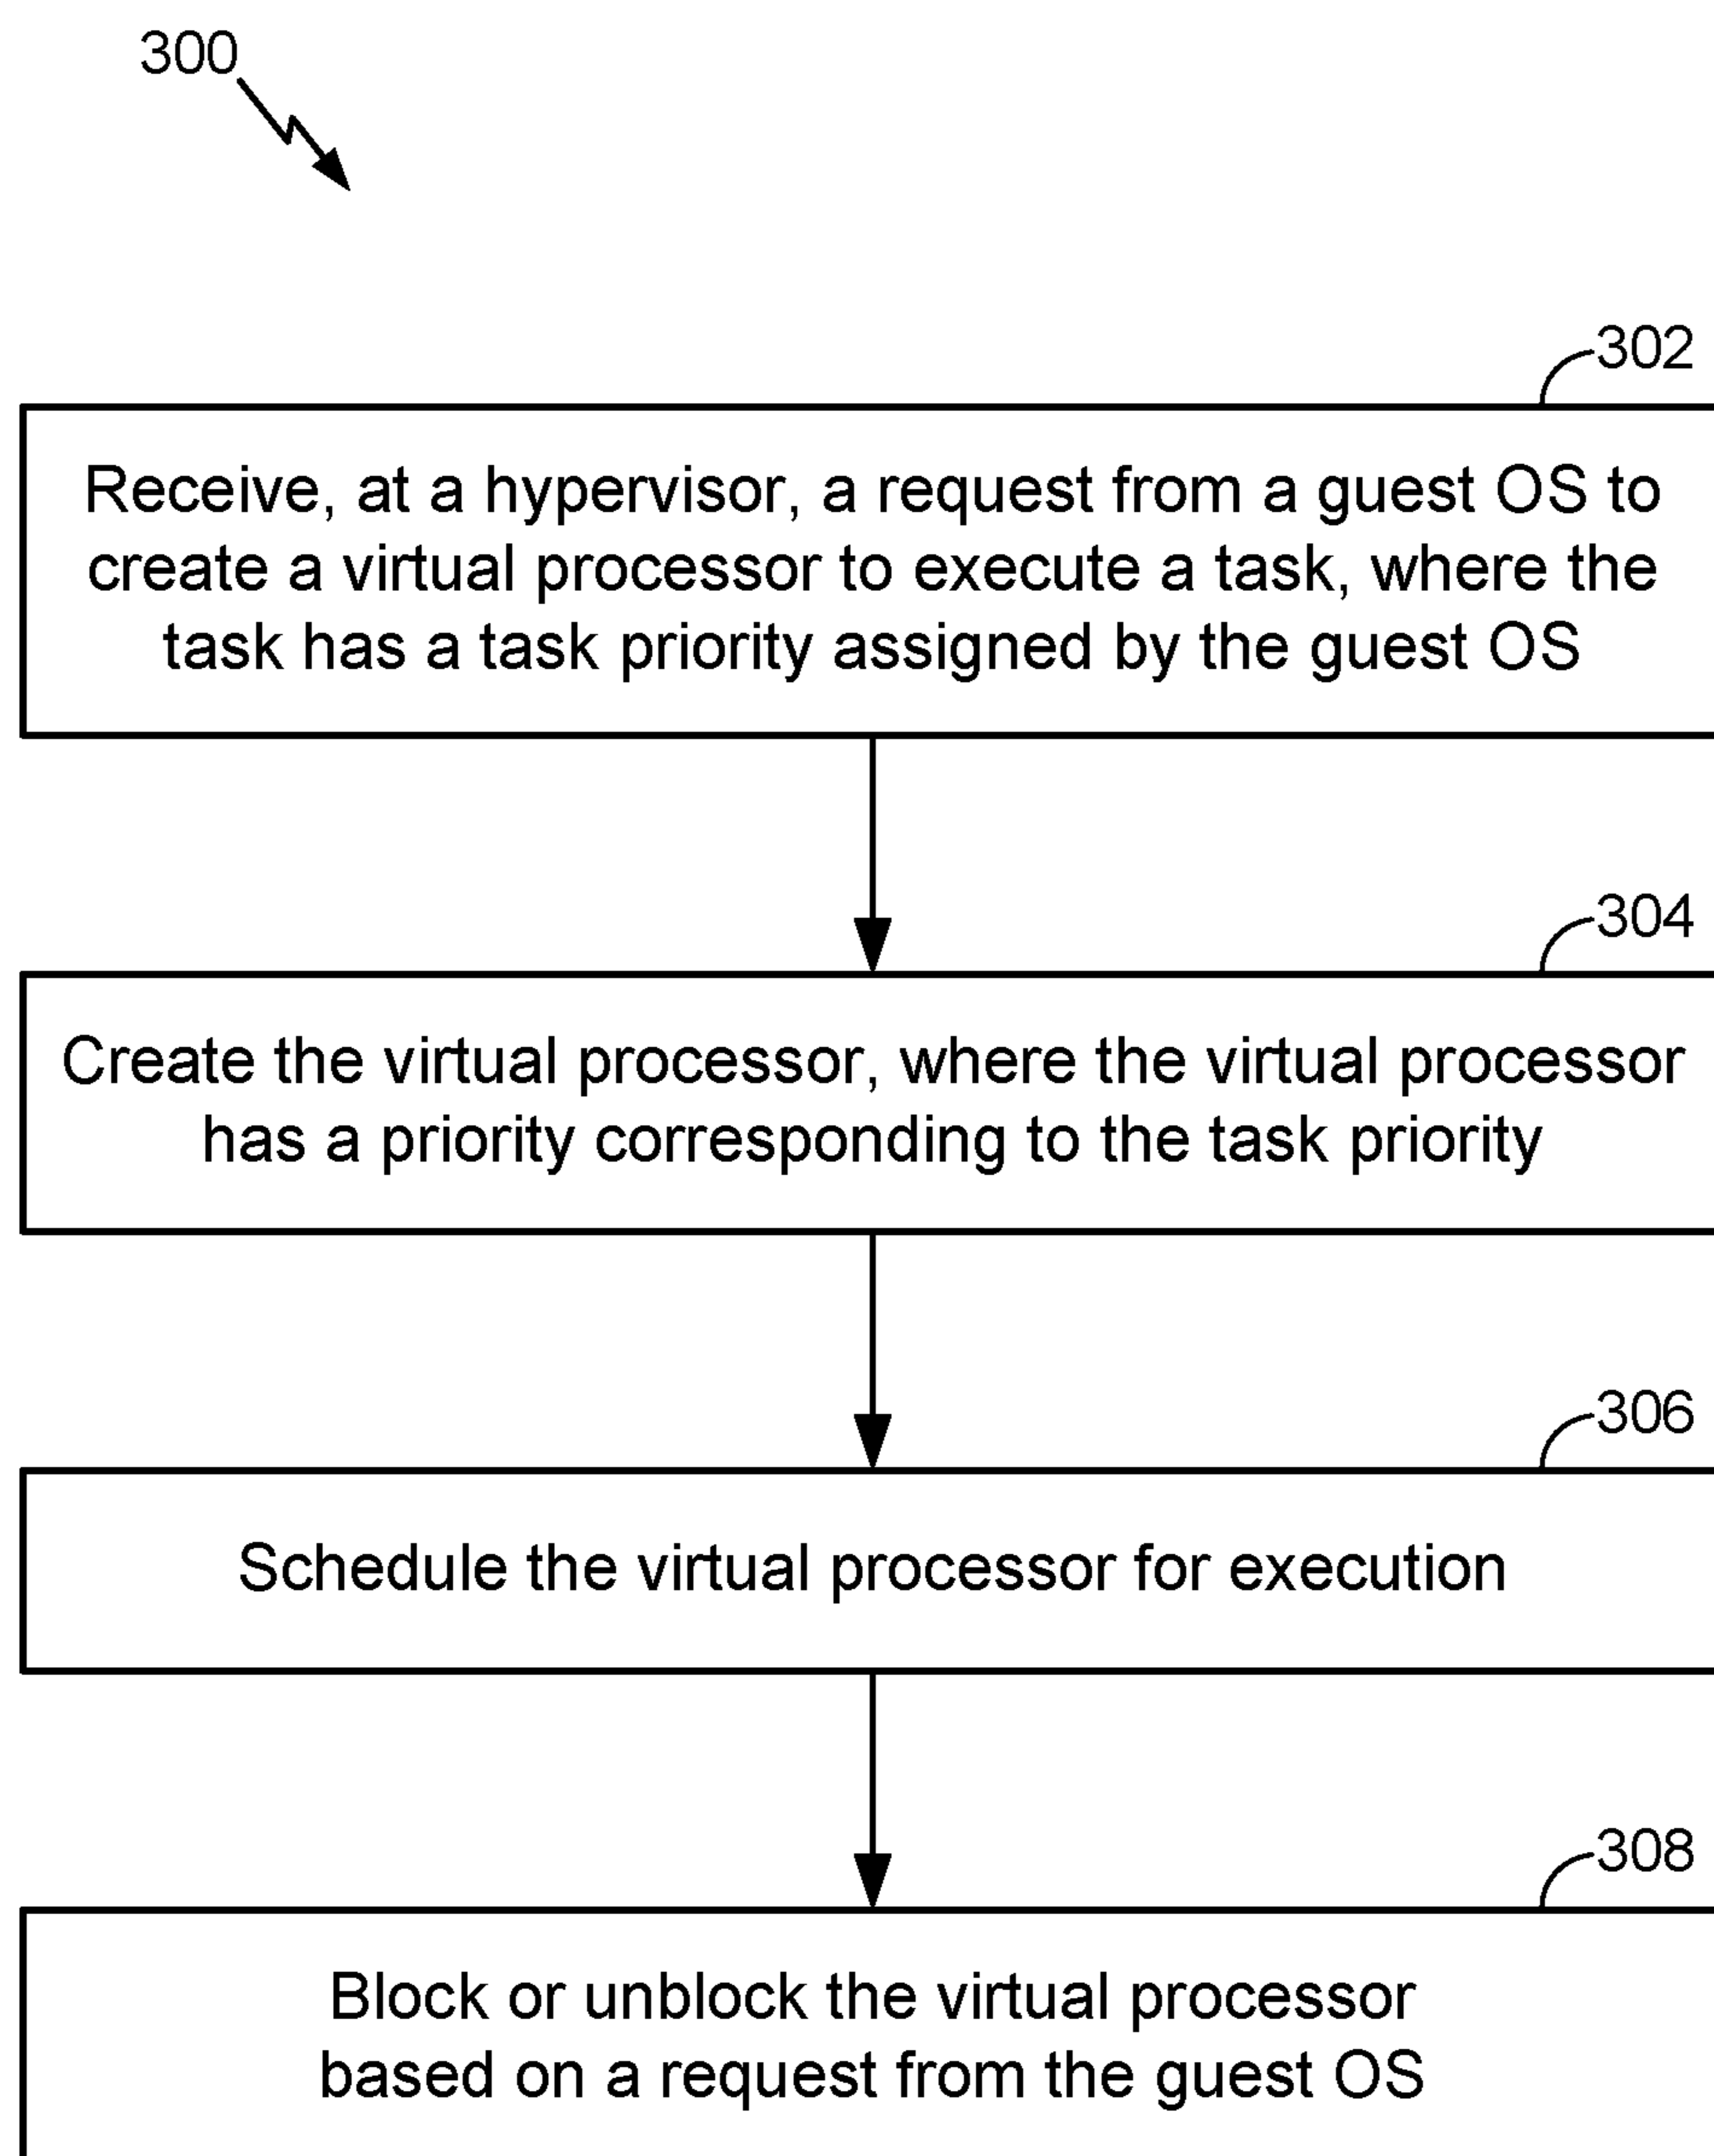 300
302
Receive, at a hypervisor, a request from a guest OS to
create a virtual processor to execute a task, where the
task has a task priority assigned by the guest OS
304
Create the virtual processor, where the virtual processor
has a priority corresponding to the task priority
306
Schedule the virtual processor for execution
308
Block or unblock the virtual processor
based on a request from the guest OS